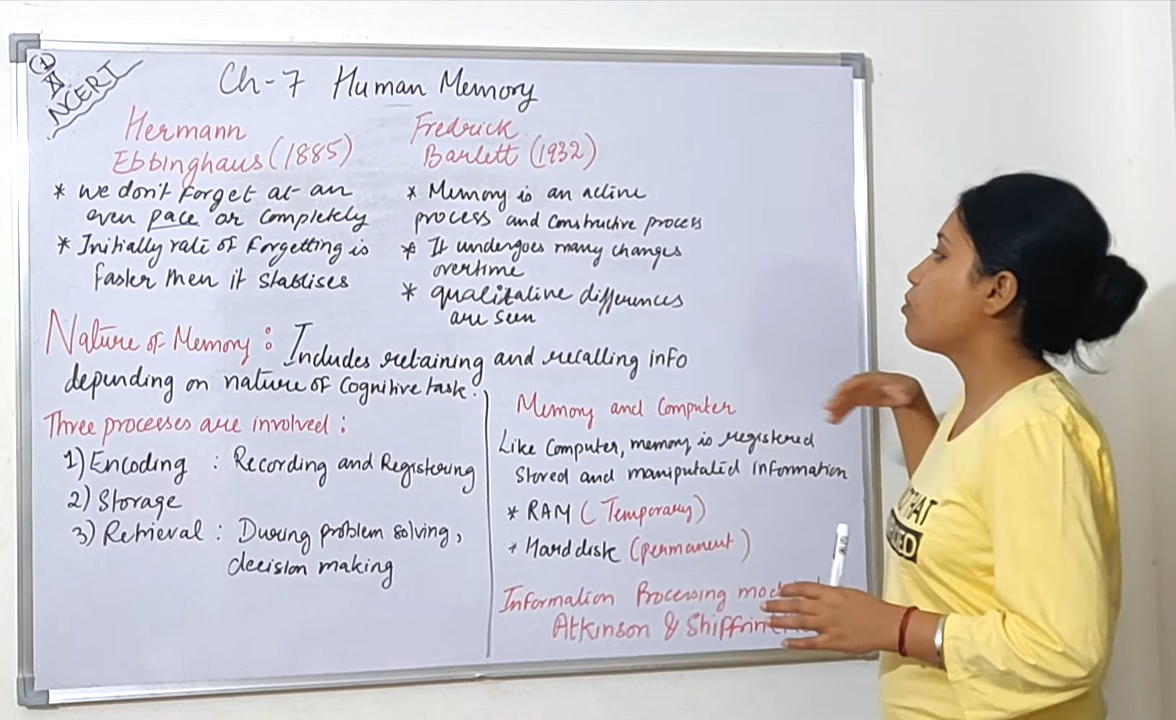 1
XI
NCERT
Ch-7 Human Memory
Hermann
Ebbinghaus (1885)
* we don't forget at an
even pace or completely
* Initially rate of forgetting is
faster then it stablises
Fredrick
Barlett (1932)
* Memory is an active
process and constructive process
* It undergoes many changes
overtime
* qualitative differences
are seen
Nature of Memory : Includes retaining and recalling info
depending on nature of cognitive task.
Three processes are involved :
1) Encoding : Recording and Registering
2) Storage
3) Retrieval : During problem solving,
decision making
Memory and Computer
Like Computer, memory is registered
stored and manipulated information
* RAM (Temporary)
* Hard disk (permanent)
Information Processing
Atkinson & Shiffrin
THAT